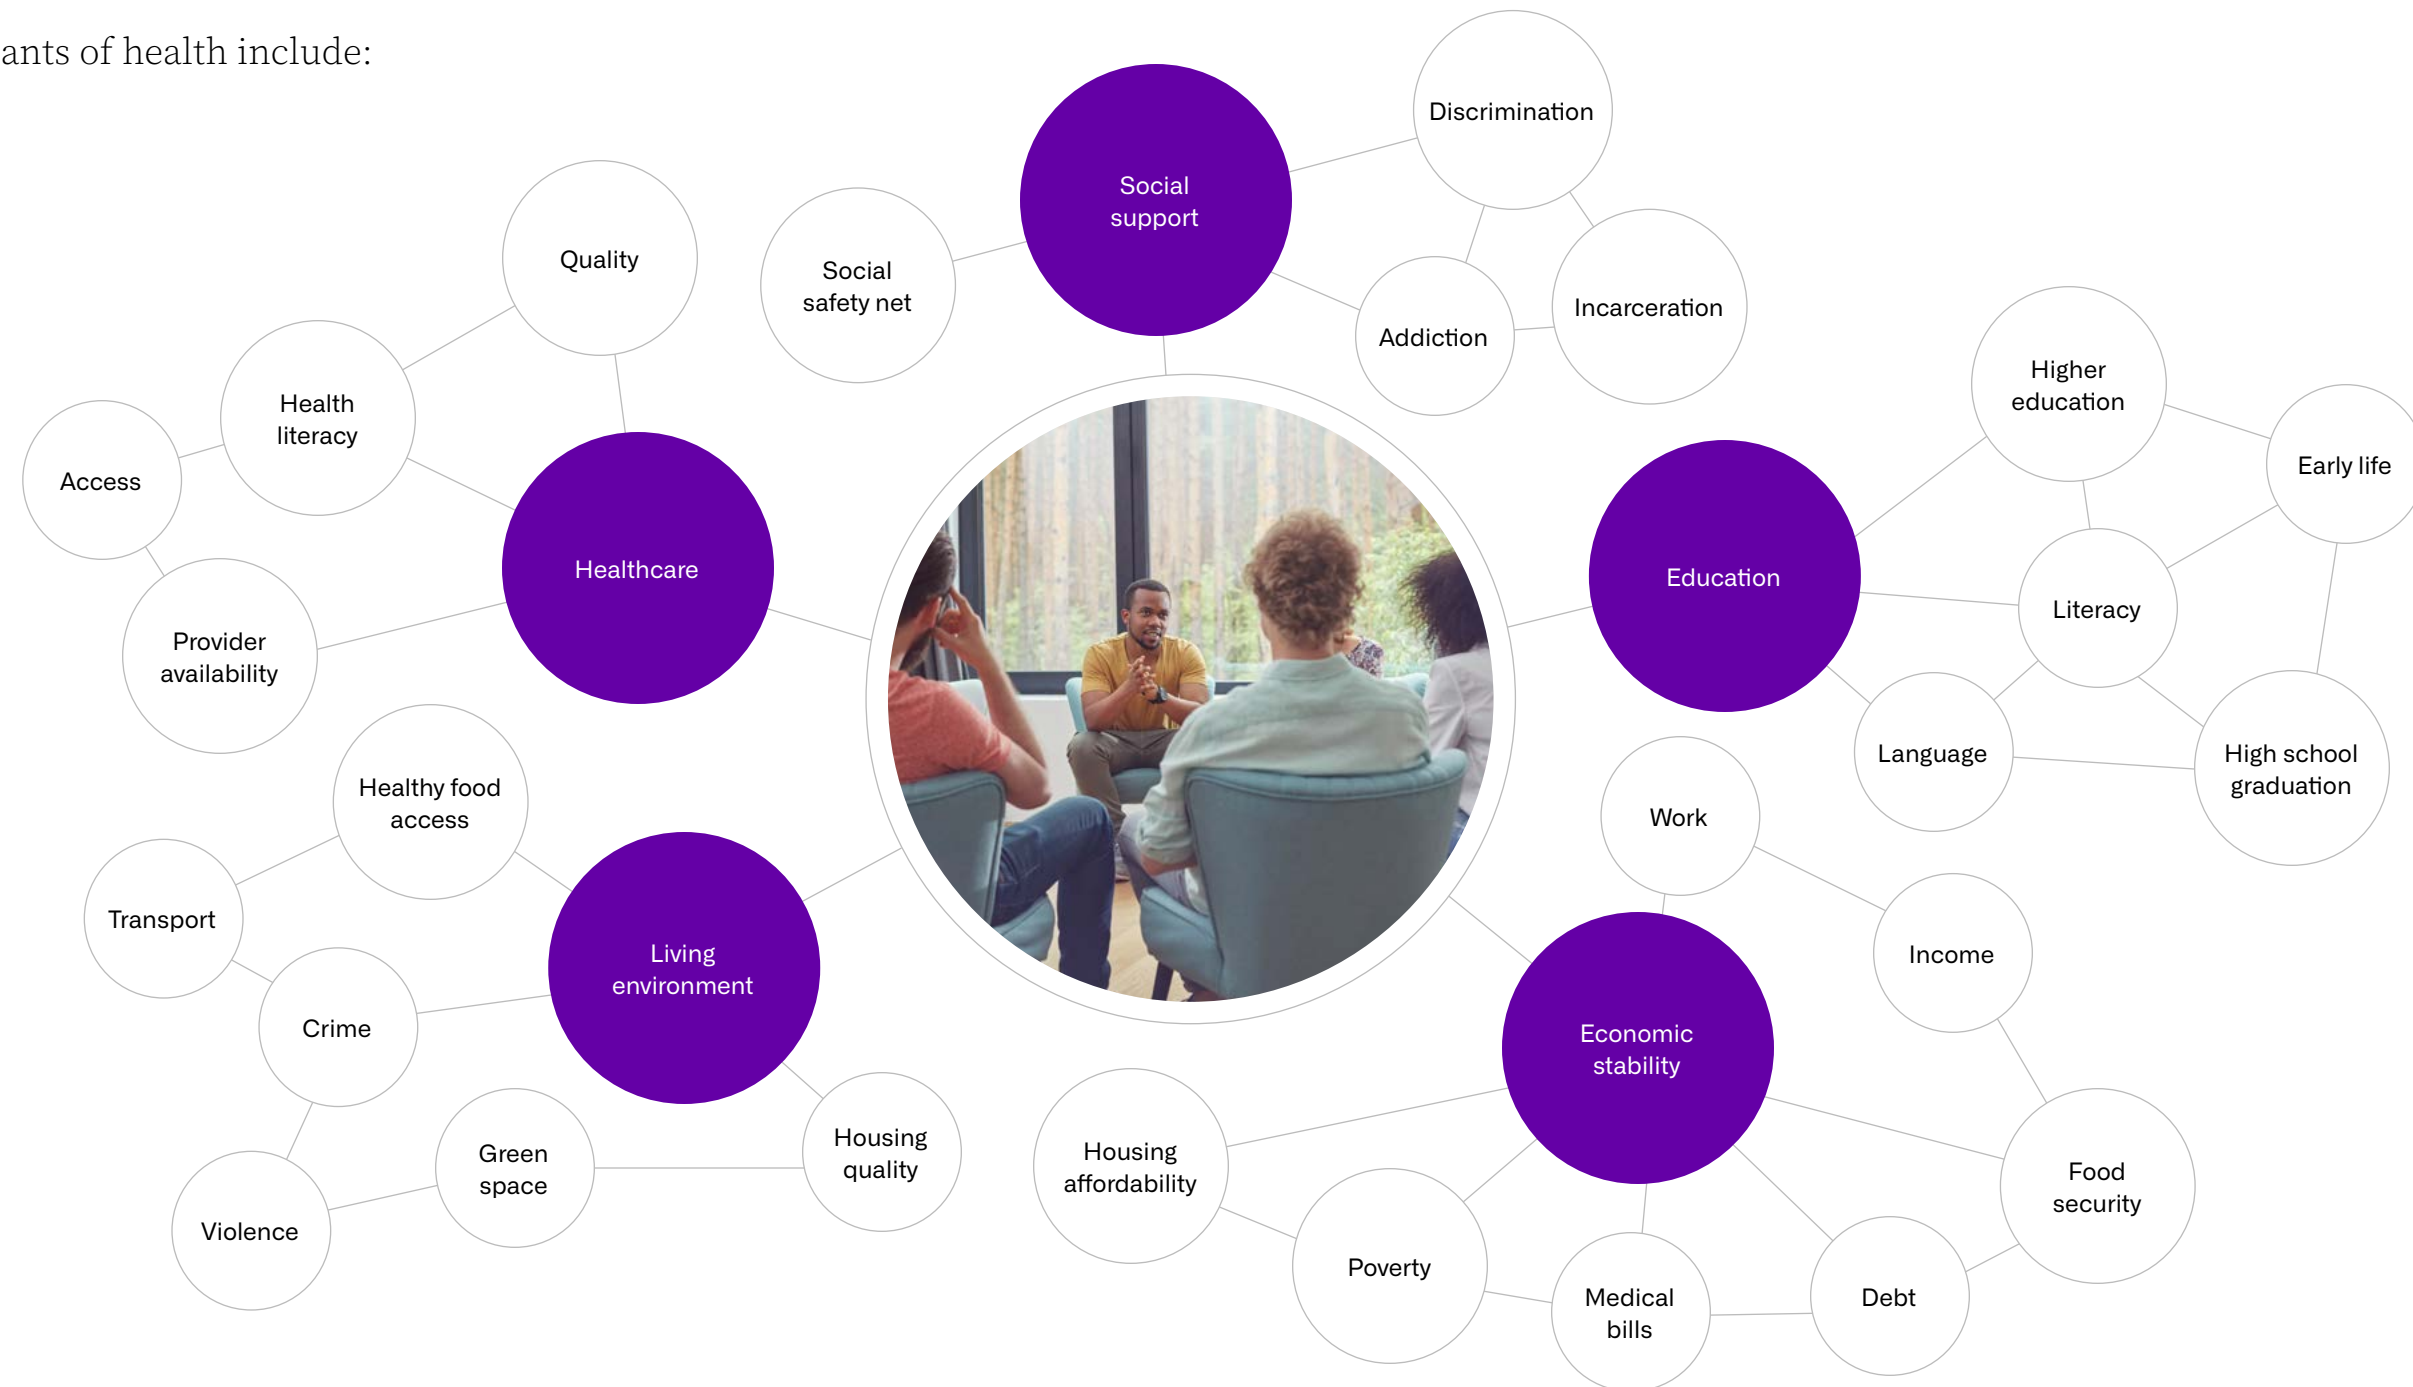 ants of health include:
Social
support
Discrimination
Social
safety net
Addiction
Incarceration
Quality
Health
literacy
Access
Healthcare
Provider
availability
Higher
education
Early life
Education
Literacy
Language
High school
graduation
Healthy food
access
Transport
Living
environment
Crime
Green
space
Housing
quality
Violence
Work
Income
Economic
stability
Housing
affordability
Poverty
Medical
bills
Debt
Food
security